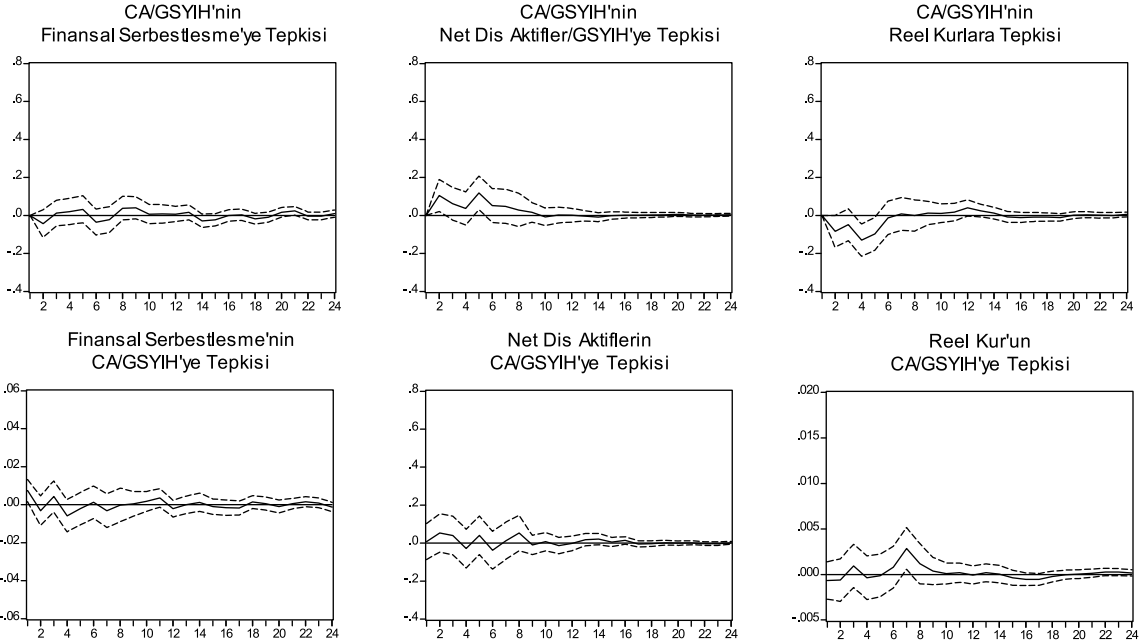 CA/GSYIH'nin
Finansal Serbestlesme'ye Tepkisi
.8
.6
.4
.2
.0
-.2
-.4
2 4 6 8 10 12 14 16 18 20 22 24
CA/GSYIH'nin
Net Dis Aktifler/GSYIH'ye Tepkisi
.8
.6
.4
.2
.0
-.2
-.4
2 4 6 8 10 12 14 16 18 20 22 24
CA/GSYIH'nin
Reel Kurlara Tepkisi
.8
.6
.4
.2
.0
-.2
-.4
2 4 6 8 10 12 14 16 18 20 22 24
Finansal Serbestlesme'nin
CA/GSYIH'ye Tepkisi
.06
.04
.02
.00
-.02
-.04
-.06
2 4 6 8 10 12 14 16 18 20 22 24
Net Dis Aktiflerin
CA/GSYIH'ye Tepkisi
.8
.6
.4
.2
.0
-.2
-.4
2 4 6 8 10 12 14 16 18 20 22 24
Reel Kur'un
CA/GSYIH'ye Tepkisi
.020
.015
.010
.005
.000
-.005
2 4 6 8 10 12 14 16 18 20 22 24